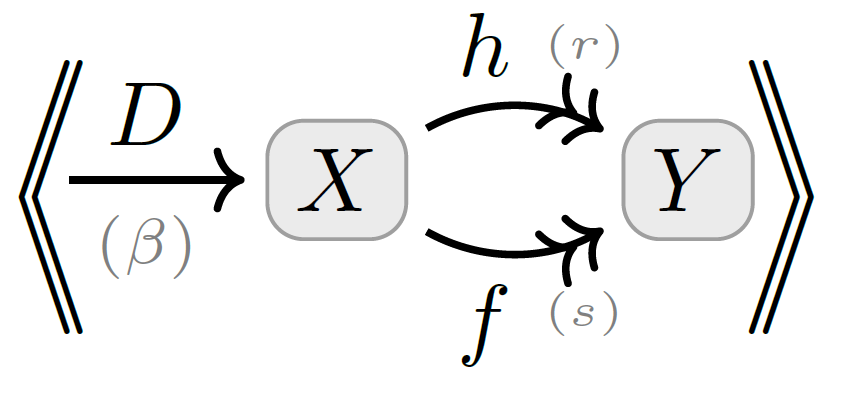 h (r)
D
X Y
(β)
f (s)